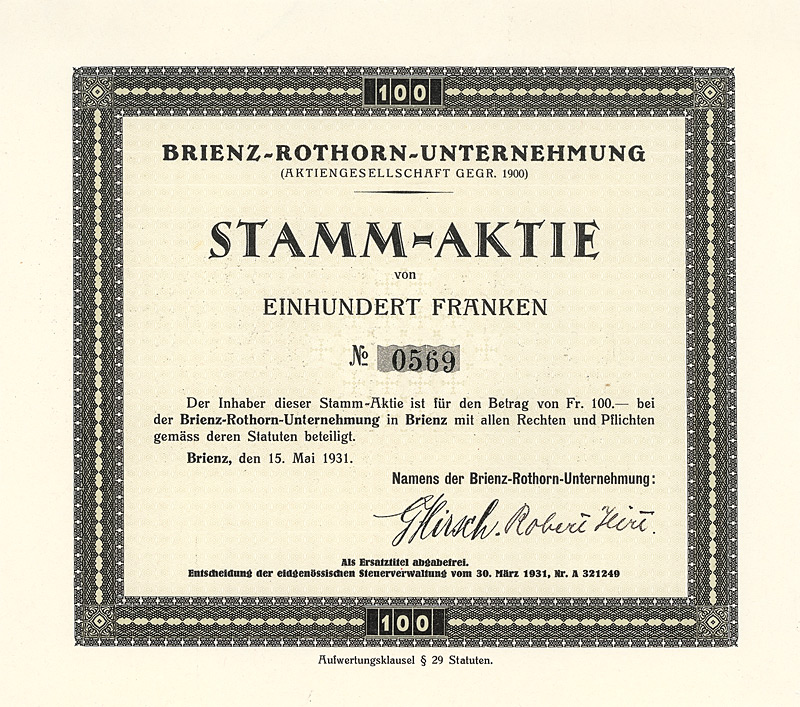 100
BRIENZ-ROTHORN-UNTERNEHMUNG
(AKTIENGESELLSCHAFT GEGR. 1900)
STAMM-AKTIE
von
EINHUNDERT FRANKEN
No 0569
Der Inhaber dieser Stamm-Aktie ist für den Betrag von Fr. 100.— bei
der Brienz-Rothorn-Unternehmung in Brienz mit allen Rechten und Pflichten
gemäss deren Statuten beteiligt.
Brienz, den 15. Mai 1931.
Namens der Brienz-Rothorn-Unternehmung:
GHirsch. Robert
Als Ersatztitel abgabefrei.
Entscheidung der eidgenössischen Steuerverwaltung vom 30. März 1931, Nr. A 321249
100
Aufwertungsklausel § 29 Statuten.